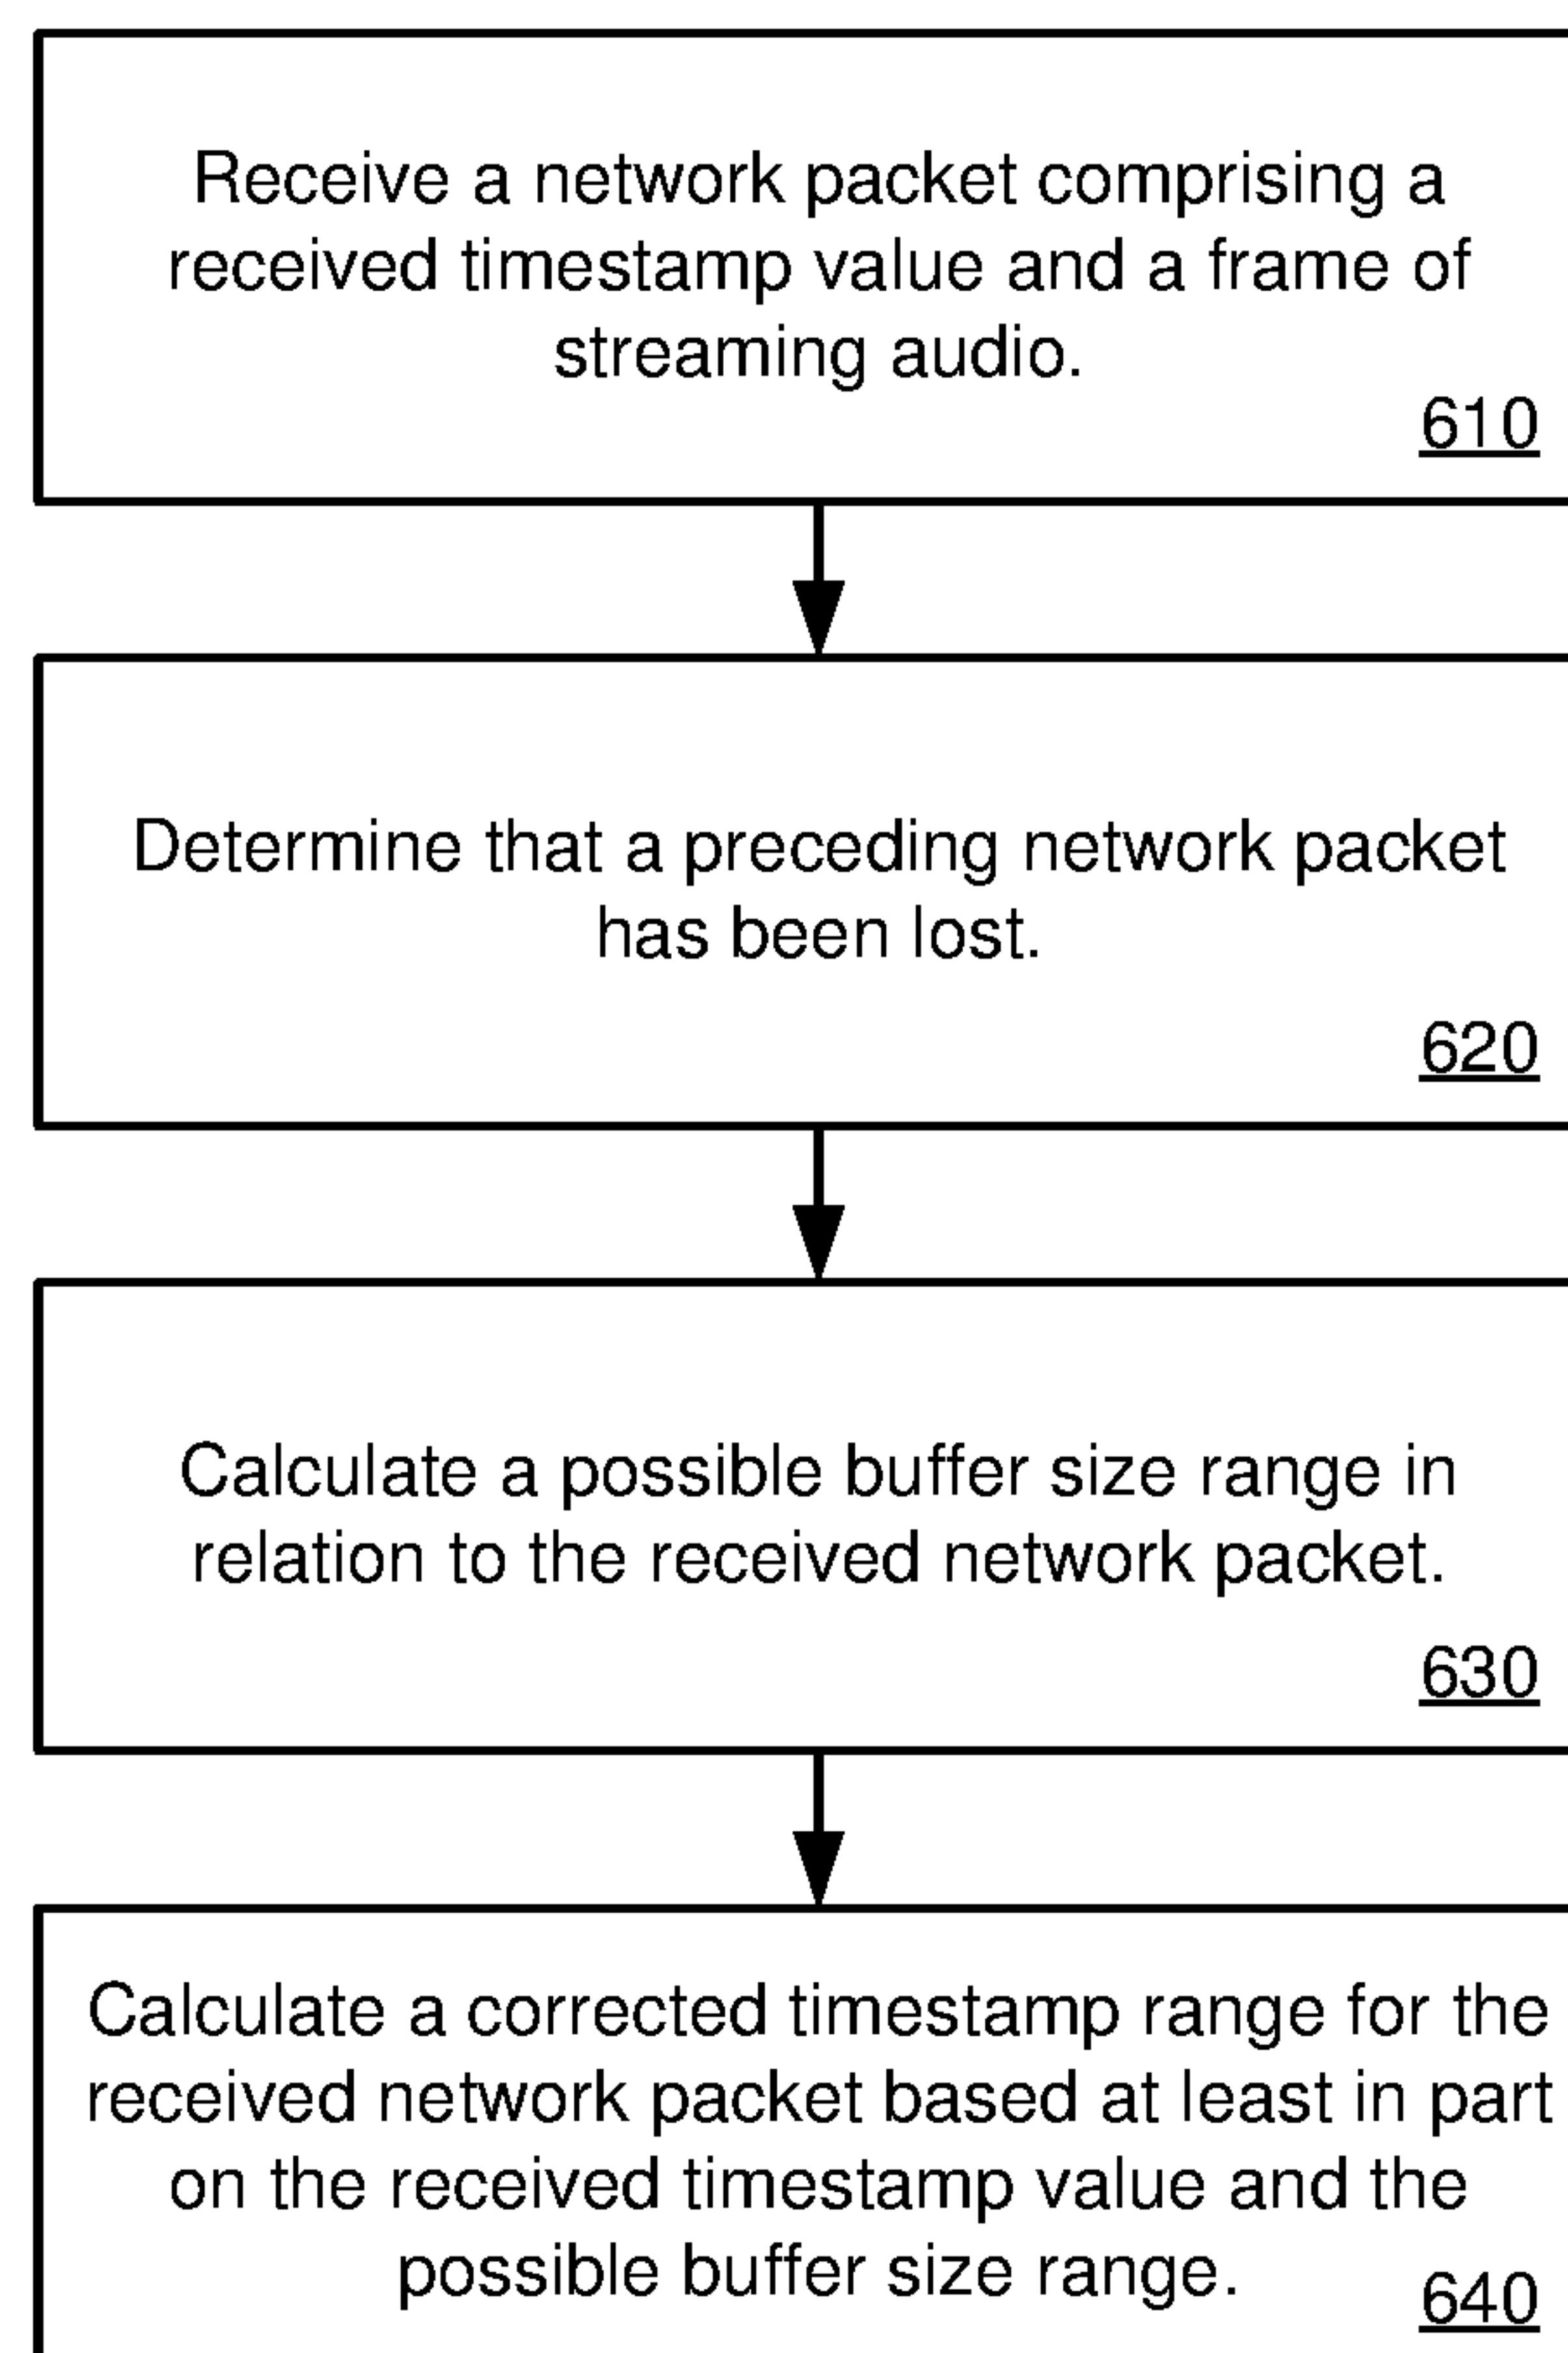 Receive a network packet comprising a
received timestamp value and a frame of
streaming audio.
610
Determine that a preceding network packet
has been lost.
620
Calculate a possible buffer size range in
relation to the received network packet.
630
Calculate a corrected timestamp range for the
received network packet based at least in part
on the received timestamp value and the
possible buffer size range.
640